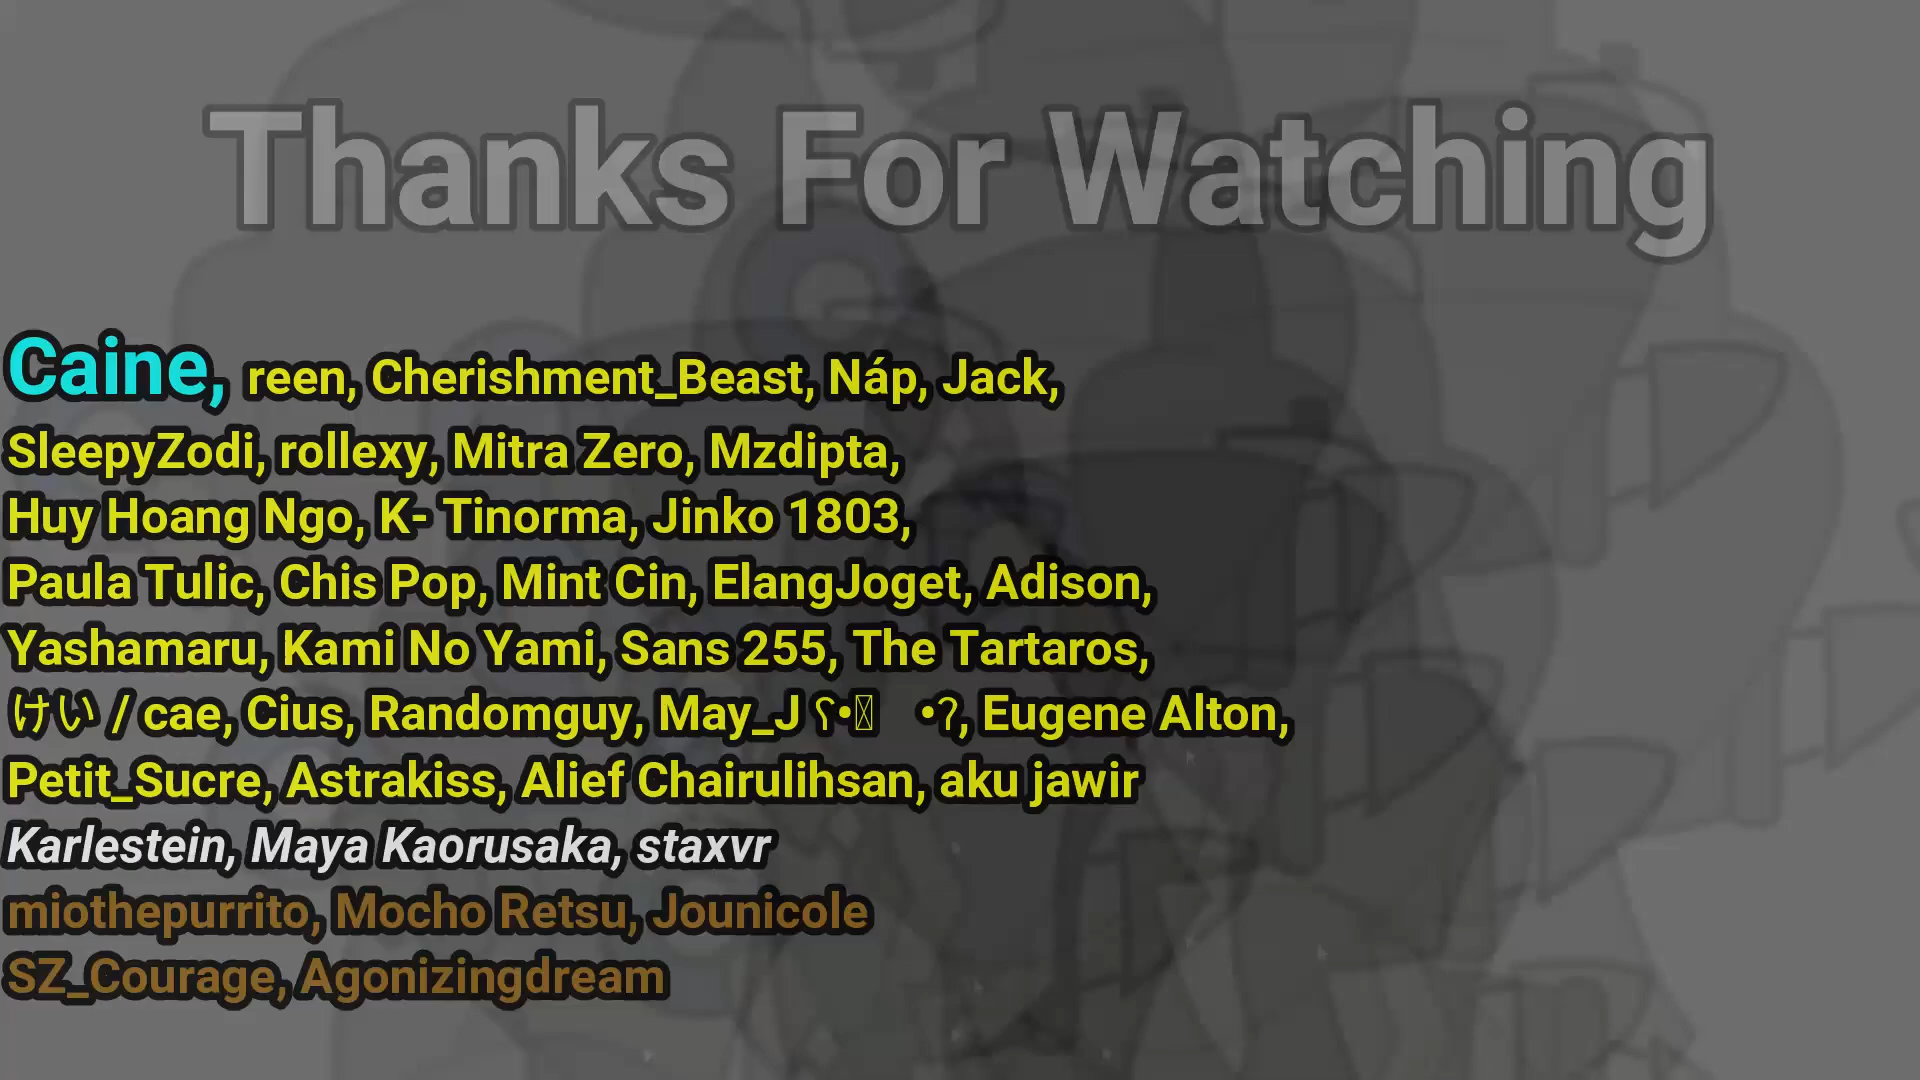 Thanks For Watching
Caine, reen, Cherishment_Beast, Náp, Jack,
SleepyZodi, rollexy, Mitra Zero, Mzdipta,
Huy Hoang Ngo, K- Tinorma, Jinko 1803,
Paula Tulic, Chis Pop, Mint Cin, ElangJoget, Adison,
Yashamaru, Kami No Yami, Sans 255, The Tartaros,
けい / cae, Cius, Randomguy, May_J ʕ• •ʔ, Eugene Alton,
Petit_Sucre, Astrakiss, Alief Chairulihsan, aku jawir
Karlestein, Maya Kaorusaka, staxvr
miothepurrito, Mocho Retsu, Jounicole
SZ_Courage, Agonizingdream